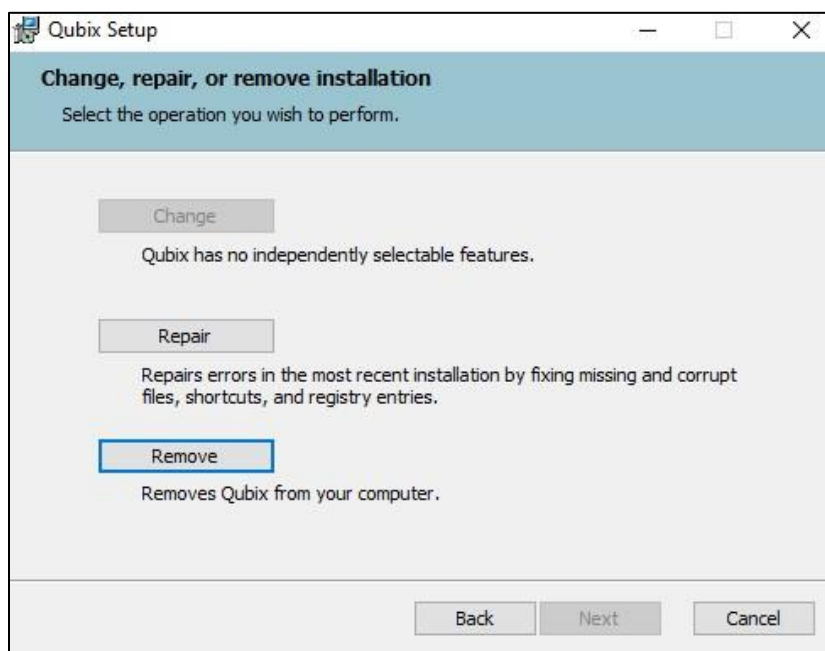 Qubix Setup
Change, repair, or remove installation
Select the operation you wish to perform.
Change
Qubix has no independently selectable features.
Repair
Repairs errors in the most recent installation by fixing missing and corrupt
files, shortcuts, and registry entries.
Remove
Removes Qubix from your computer.
Back Next Cancel